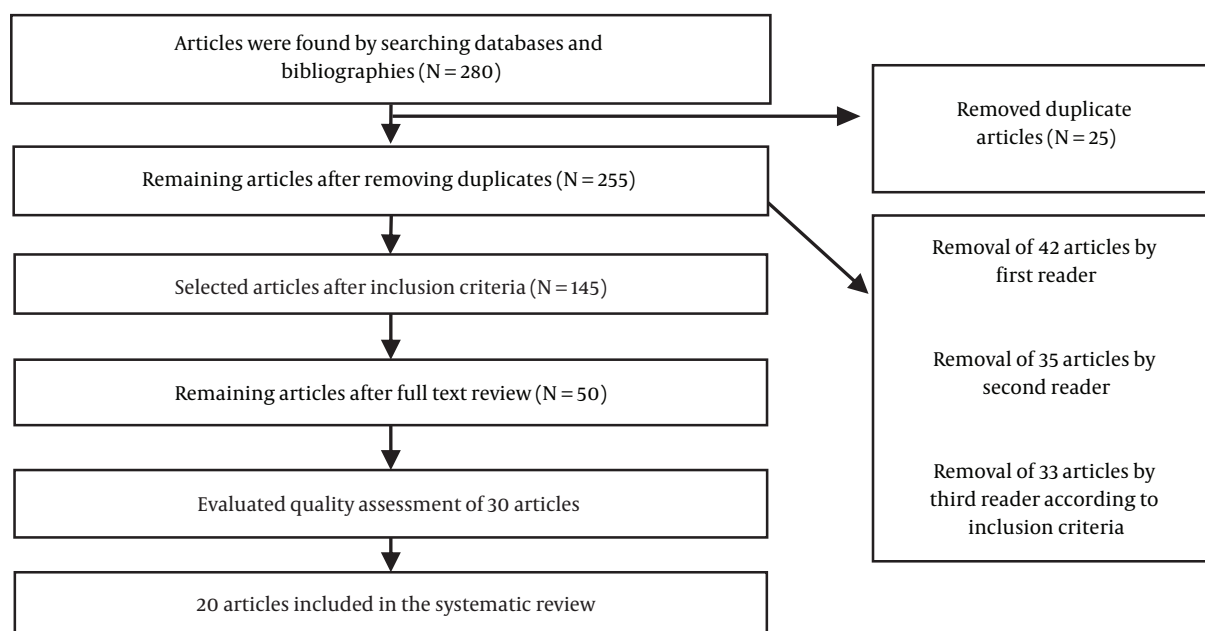 Articles were found by searching databases and
bibliographies (N = 280)
Removed duplicate
articles (N = 25)
Remaining articles after removing duplicates (N = 255)
Selected articles after inclusion criteria (N = 145)
Remaining articles after full text review (N = 50)
Evaluated quality assessment of 30 articles
20 articles included in the systematic review
Removal of 42 articles by
first reader
Removal of 35 articles by
second reader
Removal of 33 articles by
third reader according to
inclusion criteria